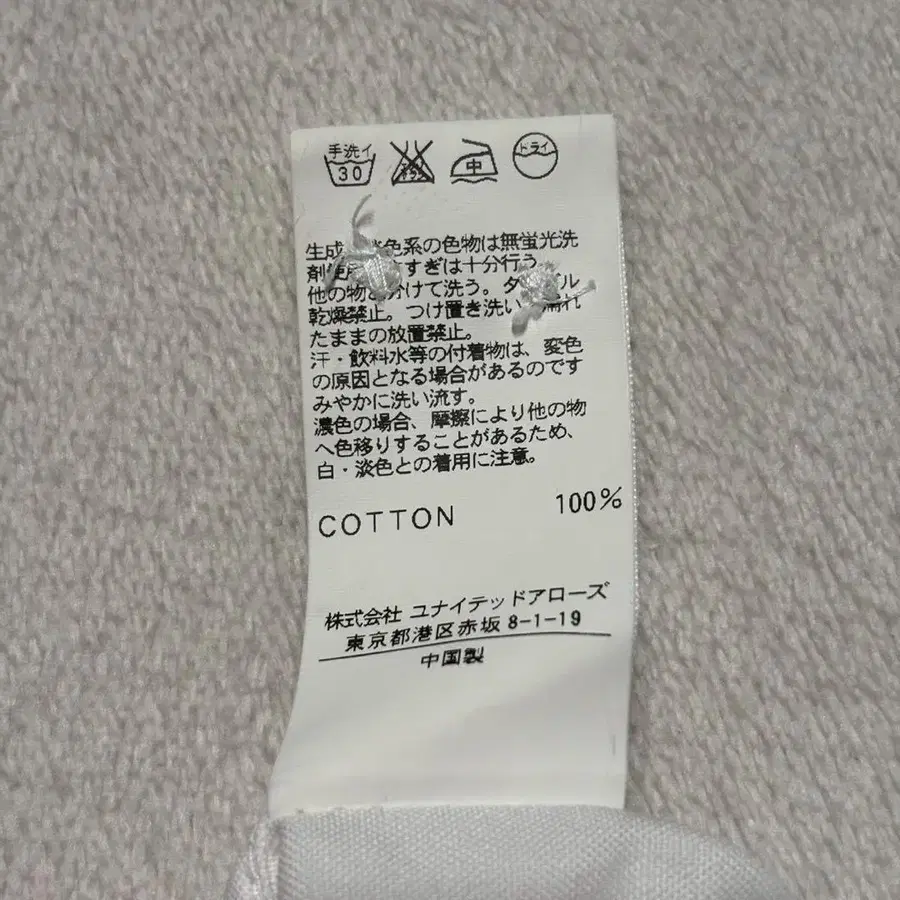 手洗イ 30 中 ドライ
生成 淡色系の色物は無蛍光洗
剤使用 すぎは十分行う。
他の物と分けて洗う。タ ル
乾燥禁止。つけ置き洗い 濡れ
たままの放置禁止。
汗・飲料水等の付着物は、変色
の原因となる場合があるのです
みやかに洗い流す。
濃色の場合、摩擦により他の物
へ色移りすることがあるため、
白・淡色との着用に注意。
COTTON 100%
株式会社 ユナイテッドアローズ
東京都港区赤坂 8-1-19
中国製